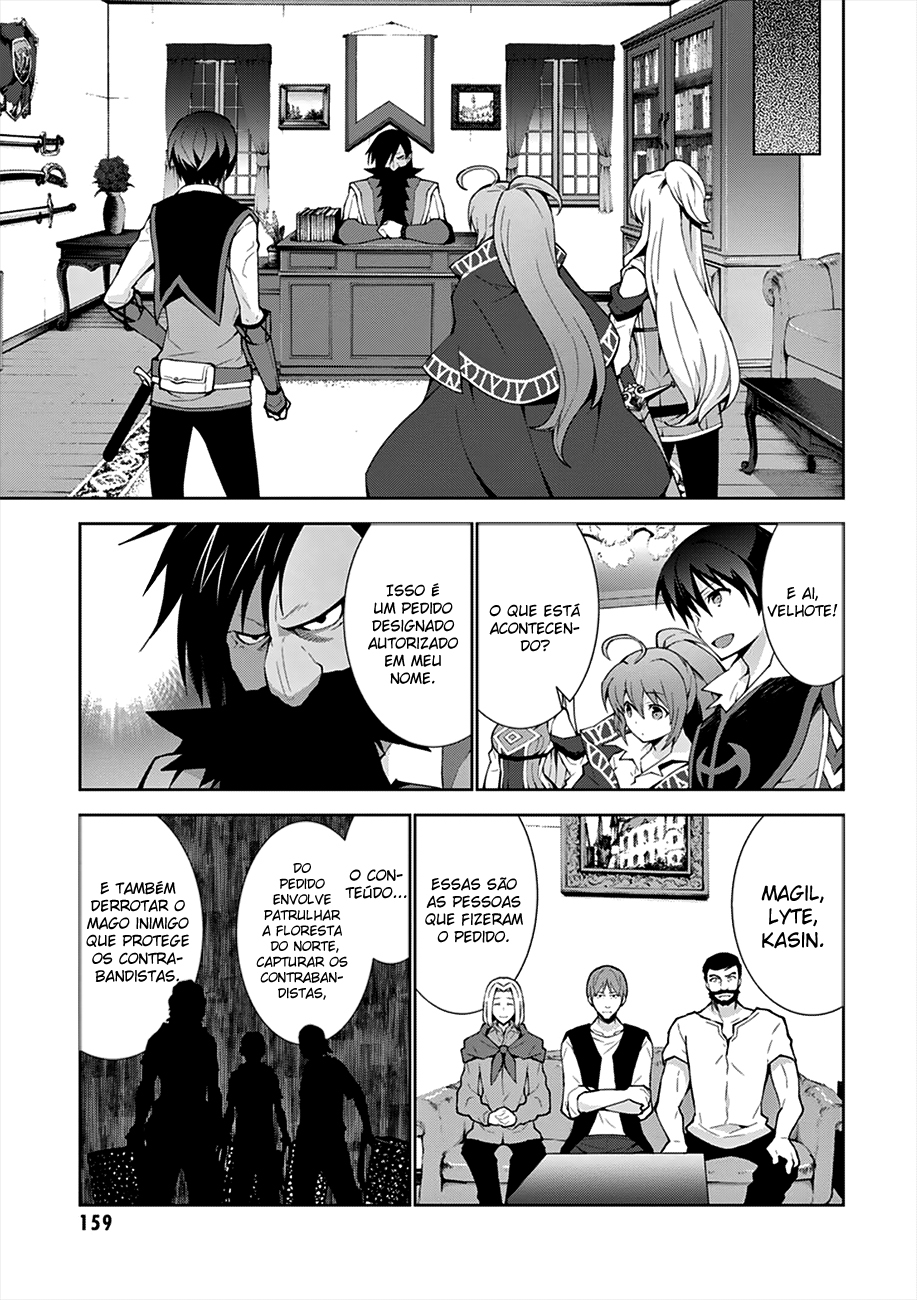 E AI,
VELHOTE!
O QUE ESTÁ
ACONTECEN-
DO?
ISSO É
UM PEDIDO
DESIGNADO
AUTORIZADO
EM MEU
NOME.
MAGIL,
LYTE,
KASIN.
ESSAS SÃO
AS PESSOAS
QUE FIZERAM
O PEDIDO.
O CON-
TEÚDO...
DO
PEDIDO
ENVOLVE
PATRULHAR
A FLORESTA
DO NORTE,
CAPTURAR OS
CONTRABAN-
DISTAS,
E TAMBÉM
DERROTAR O
MAGO INIMIGO
QUE PROTEGE
OS CONTRA-
BANDISTAS.
159